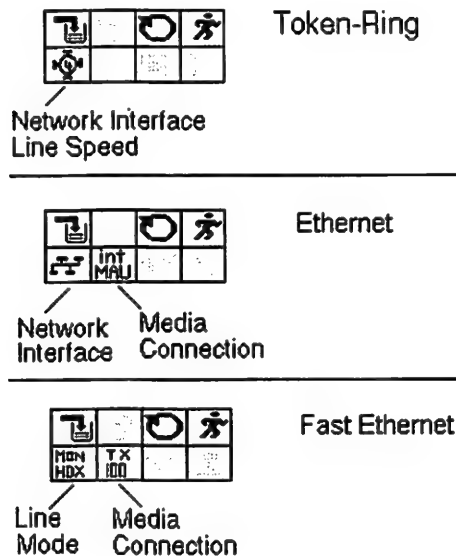 Token-Ring
4
Network Interface
Line Speed
Ethernet
int
MAU
Network
Interface
Media
Connection
Fast Ethernet
MON
HDX
TX
100
Line
Mode
Media
Connection